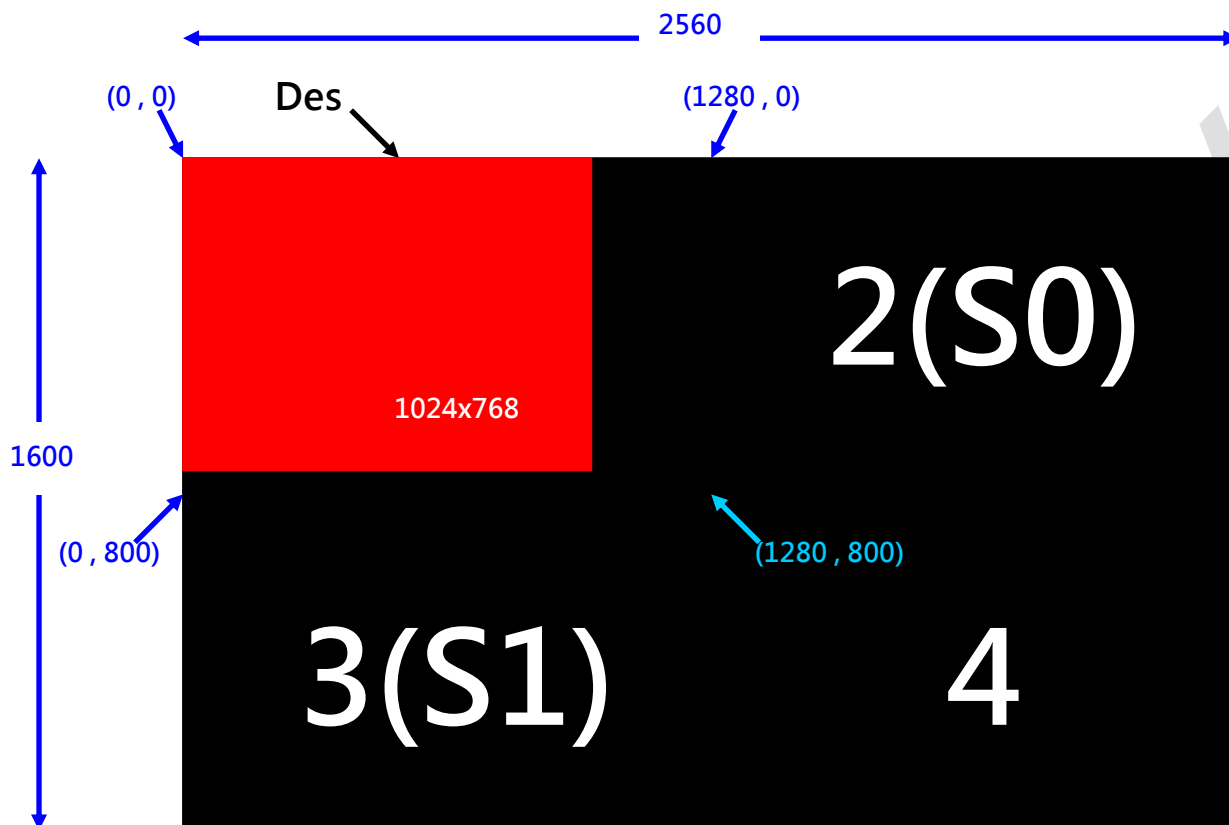 2560
(0 , 0)
Des
(1280 , 0)
2(S0)
1024x768
1600
(0 , 800)
(1280 , 800)
3(S1)
4